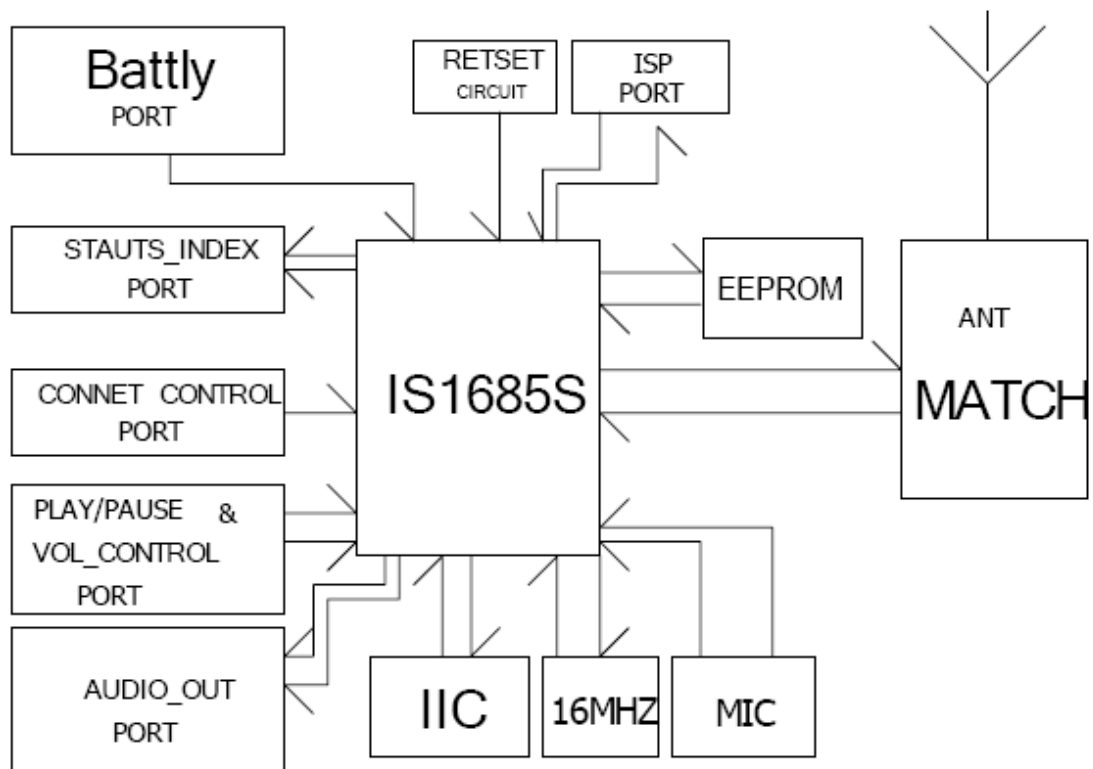 Battly
PORT
RETSET
CIRCUIT
ISP
PORT
STAUTS_INDEX
PORT
EEPROM
ANT
MATCH
IS1685S
CONNET CONTROL
PORT
PLAY/PAUSE &
VOL_CONTROL
PORT
AUDIO_OUT
PORT
IIC
16MHZ
MIC